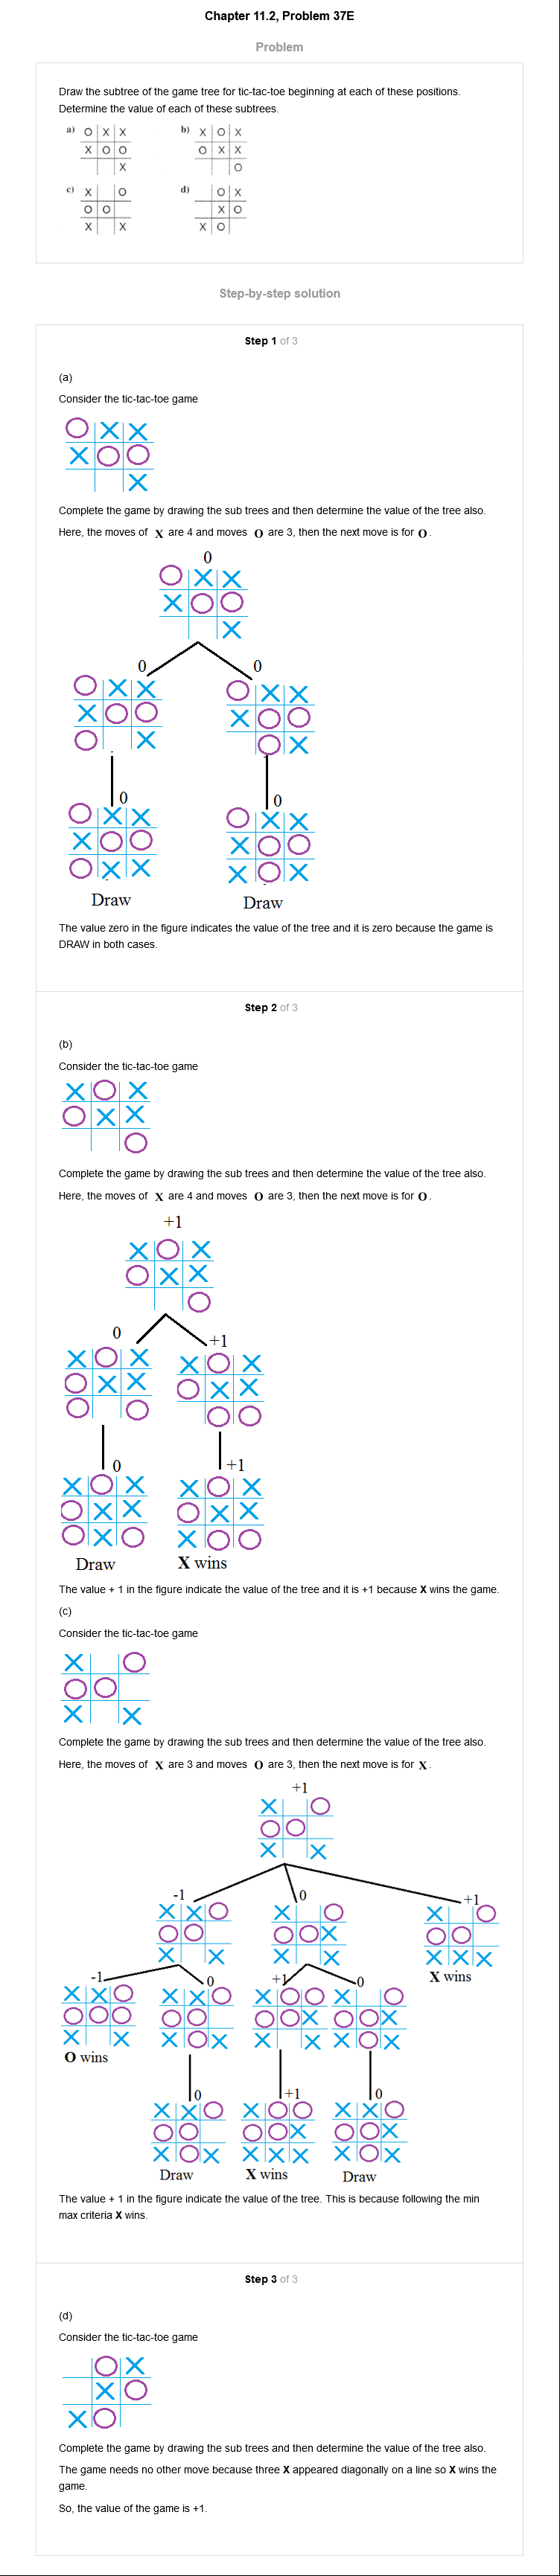 Chapter 11.2, Problem 37E
Problem
Draw the subtree of the game tree for tic-tac-toe beginning at each of these positions.
Determine the value of each of these subtrees.
a) O X X b) X O X
X O O O X X
X O
c) X O d) O X
O O X O
X X X O
Step-by-step solution
Step 1 of 3
(a)
Consider the tic-tac-toe game
O X X
X O O
X
Complete the game by drawing the sub trees and then determine the value of the tree also.
Here, the moves of X are 4 and moves O are 3, then the next move is for O.
0
O X X
X O O
X
0 0
O X X O X X
X O O X O O
O X O X
0 0
O X X O X X
X O O X O O
O X X X O X
Draw Draw
The value zero in the figure indicates the value of the tree and it is zero because the game is
DRAW in both cases.
Step 2 of 3
(b)
Consider the tic-tac-toe game
X O X
O X X
O
Complete the game by drawing the sub trees and then determine the value of the tree also.
Here, the moves of X are 4 and moves O are 3, then the next move is for O.
+1
X O X
O X X
O
0 +1
X O X X O X
O X X O X X
O O O O
0 +1
X O X X O X
O X X O X X
O X O X O O
Draw X wins
The value + 1 in the figure indicate the value of the tree and it is +1 because X wins the game.
(c)
Consider the tic-tac-toe game
X O
O O
X X
Complete the game by drawing the sub trees and then determine the value of the tree also.
Here, the moves of X are 3 and moves O are 3, then the next move is for X.
+1
X O
O O
X X
-1 0 +1
X X O X O X O
O O O O X O O
X X X X X X X
X wins
-1 0 +1 0
X X O X X O X O O X O
O O O O O O O X O O X
X X X O X X X X O X
O wins
0 +1 0
X X O X O O X X O
O O O O X O O X
X O X X X X X O X
Draw X wins Draw
The value + 1 in the figure indicate the value of the tree. This is because following the min
max criteria X wins.
Step 3 of 3
(d)
Consider the tic-tac-toe game
O X
X O
X O
Complete the game by drawing the sub trees and then determine the value of the tree also.
The game needs no other move because three X appeared diagonally on a line so X wins the
game.
So, the value of the game is +1.